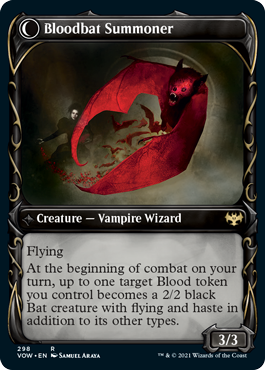 Bloodbat Summoner
Creature — Vampire Wizard
Flying
At the beginning of combat on your
turn, up to one target Blood token
you control becomes a 2/2 black
Bat creature with flying and haste in
addition to its other types.
3/3
298 R
VOW • EN SAMUEL ARAYA
™ & © 2021 Wizards of the Coast